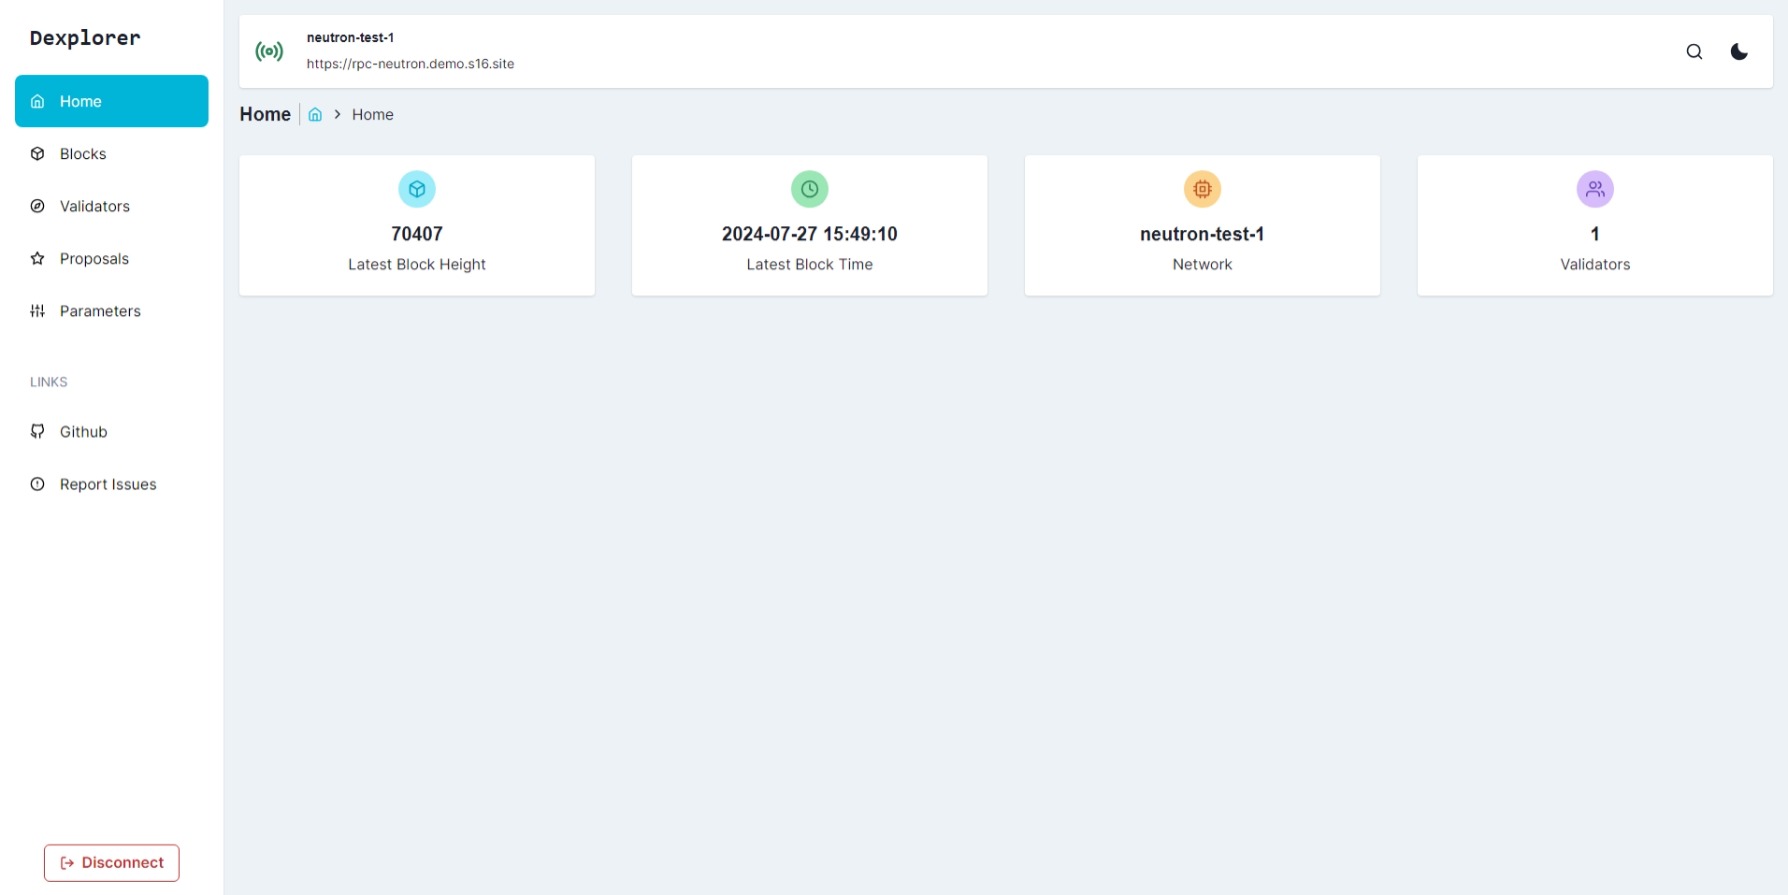 Dexplorer
Home
Blocks
Validators
Proposals
Parameters
LINKS
Github
Report Issues
Disconnect
neutron-test-1
https://rpc-neutron.demo.s16.site
Home
Home
70407
Latest Block Height
2024-07-27 15:49:10
Latest Block Time
neutron-test-1
Network
1
Validators